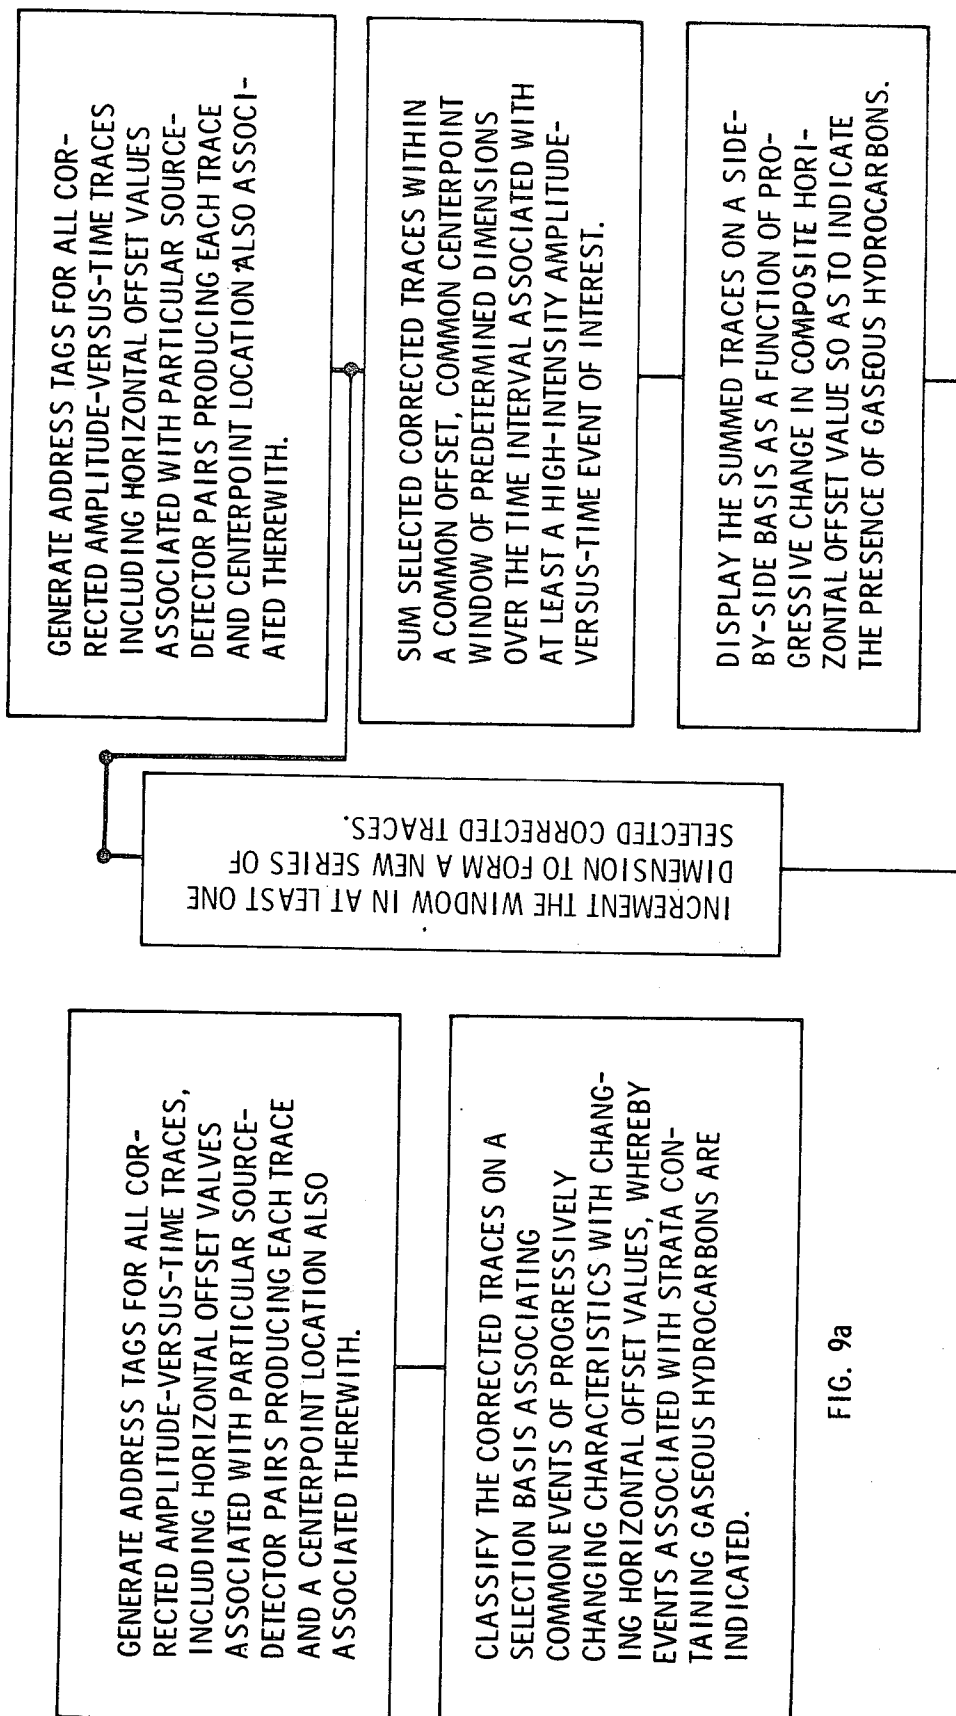 GENERATE ADDRESS TAGS FOR ALL COR-
RECTED AMPLITUDE-VERSUS-TIME TRACES,
INCLUDING HORIZONTAL OFFSET VALVES
ASSOCIATED WITH PARTICULAR SOURCE-
DETECTOR PAIRS PRODUCING EACH TRACE
AND A CENTERPOINT LOCATION ALSO
ASSOCIATED THEREWITH.
CLASSIFY THE CORRECTED TRACES ON A
SELECTION BASIS ASSOCIATING
COMMON EVENTS OF PROGRESSIVELY
CHANGING CHARACTERISTICS WITH CHANG-
ING HORIZONTAL OFFSET VALUES, WHEREBY
EVENTS ASSOCIATED WITH STRATA CON-
TAINING GASEOUS HYDROCARBONS ARE
INDICATED.
FIG. 9a
GENERATE ADDRESS TAGS FOR ALL COR-
RECTED AMPLITUDE-VERSUS-TIME TRACES
INCLUDING HORIZONTAL OFFSET VALUES
ASSOCIATED WITH PARTICULAR SOURCE-
DETECTOR PAIRS PRODUCING EACH TRACE
AND CENTERPOINT LOCATION ALSO ASSOCI-
ATED THEREWITH.
SUM SELECTED CORRECTED TRACES WITHIN
A COMMON OFFSET, COMMON CENTERPOINT
WINDOW OF PREDETERMINED DIMENSIONS
OVER THE TIME INTERVAL ASSOCIATED WITH
AT LEAST A HIGH-INTENSITY AMPLITUDE-
VERSUS-TIME EVENT OF INTEREST.
DISPLAY THE SUMMED TRACES ON A SIDE-
BY-SIDE BASIS AS A FUNCTION OF PRO-
GRESSIVE CHANGE IN COMPOSITE HORI-
ZONTAL OFFSET VALUE SO AS TO INDICATE
THE PRESENCE OF GASEOUS HYDROCARBONS.
INCREMENT THE WINDOW IN AT LEAST ONE
DIMENSION TO FORM A NEW SERIES OF
SELECTED CORRECTED TRACES.